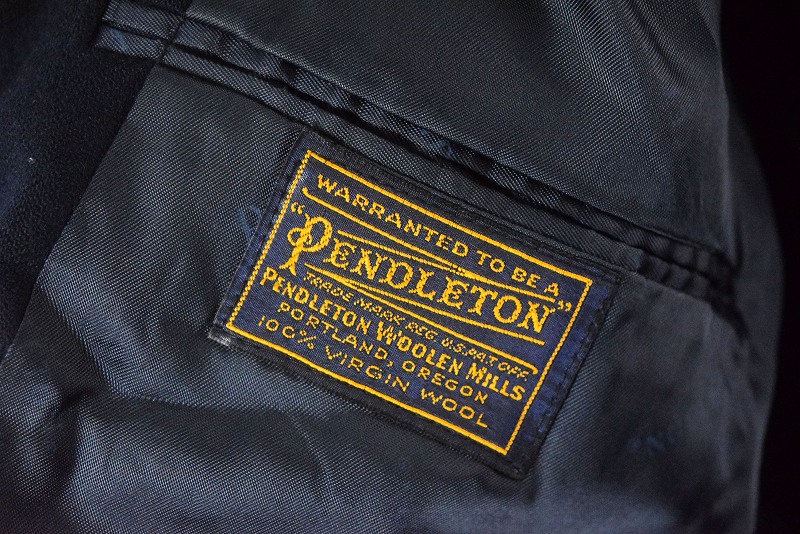 WARRANTED TO BE A
"PENDLETON"
TRADE MARK REG. U.S. PAT. OFF.
PENDLETON WOOLEN MILLS
PORTLAND, OREGON
100% VIRGIN WOOL